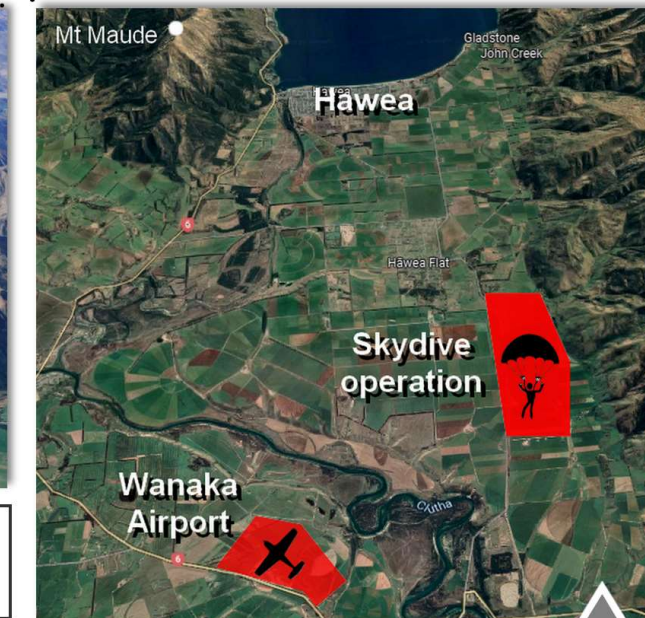 Mt Maude
Gladstone
John Creek
Hawea
Hāwea Flat
6
Skydive
operation
Wanaka
Airport
Clutha
6